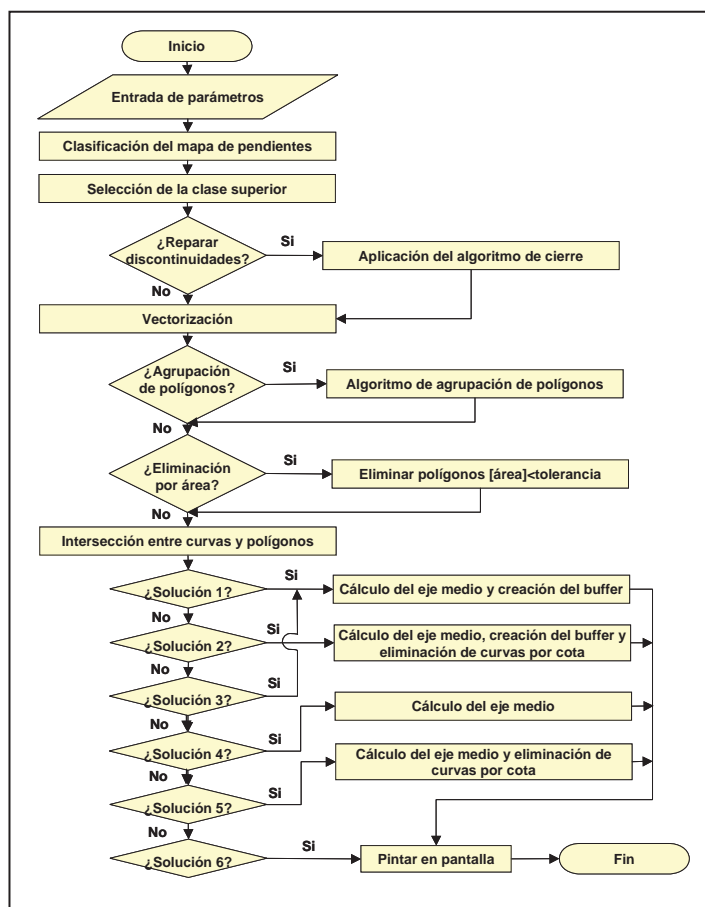 Inicio
Entrada de parámetros
Clasificación del mapa de pendientes
Selección de la clase superior
¿Reparar
discontinuidades?
Si
Aplicación del algoritmo de cierre
No
Vectorización
¿Agrupación
de polígonos?
Si
Algoritmo de agrupación de polígonos
No
¿Eliminación
por área?
Si
Eliminar polígonos [área]<tolerancia
No
Intersección entre curvas y polígonos
¿Solución 1?
Si
Cálculo del eje medio y creación del buffer
No
¿Solución 2?
Si
Cálculo del eje medio, creación del buffer y
eliminación de curvas por cota
No
¿Solución 3?
Si
Cálculo del eje medio
No
¿Solución 4?
Si
Cálculo del eje medio y eliminación de
curvas por cota
No
¿Solución 5?
Si
No
¿Solución 6?
Si
Pintar en pantalla
Fin